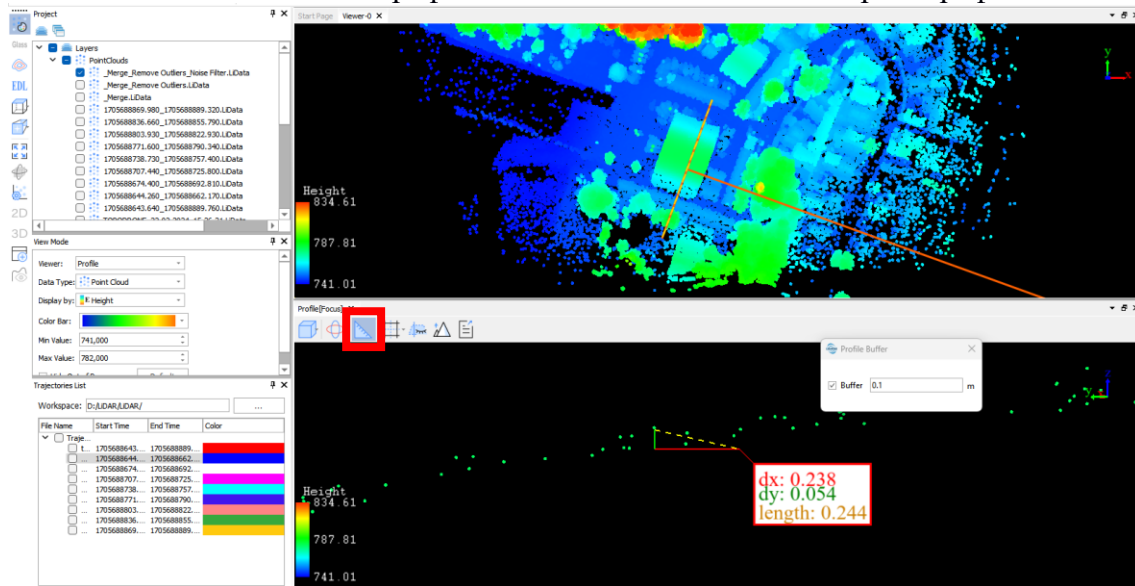 Project
Start Page Viewer-0 X
Glass
EDL
2D
3D
Layers
PointClouds
_Merge_Remove Outliers_Noise Filter.LiData
_Merge_Remove Outliers.LiData
_Merge.LiData
1705688869.980_1705688889.320.LiData
1705688836.660_1705688855.790.LiData
1705688803.930_1705688822.930.LiData
1705688771.600_1705688790.340.LiData
1705688738.730_1705688757.400.LiData
1705688707.440_1705688725.800.LiData
1705688674.400_1705688692.810.LiData
1705688644.260_1705688662.170.LiData
1705688643.640_1705688889.760.LiData
y
x
Height
834.61
787.81
741.01
View Mode
Viewer: Profile
Data Type: Point Cloud
Display by: Height
Color Bar:
Min Value: 741,000
Max Value: 782,000
Trajectories List
Workspace: D:/LiDAR/LiDAR/ ...
File Name Start Time End Time Color
Traje...
t... 1705688643.... 1705688889....
... 1705688644.... 1705688662....
... 1705688674.... 1705688692....
... 1705688707.... 1705688725....
... 1705688738.... 1705688757....
... 1705688771.... 1705688790....
... 1705688803.... 1705688822....
... 1705688836.... 1705688855....
... 1705688869.... 1705688889....
Profile[Focus]
Profile Buffer
Buffer 0.1 m
z
y
dx: 0.238
dy: 0.054
length: 0.244
Height
834.61
787.81
741.01